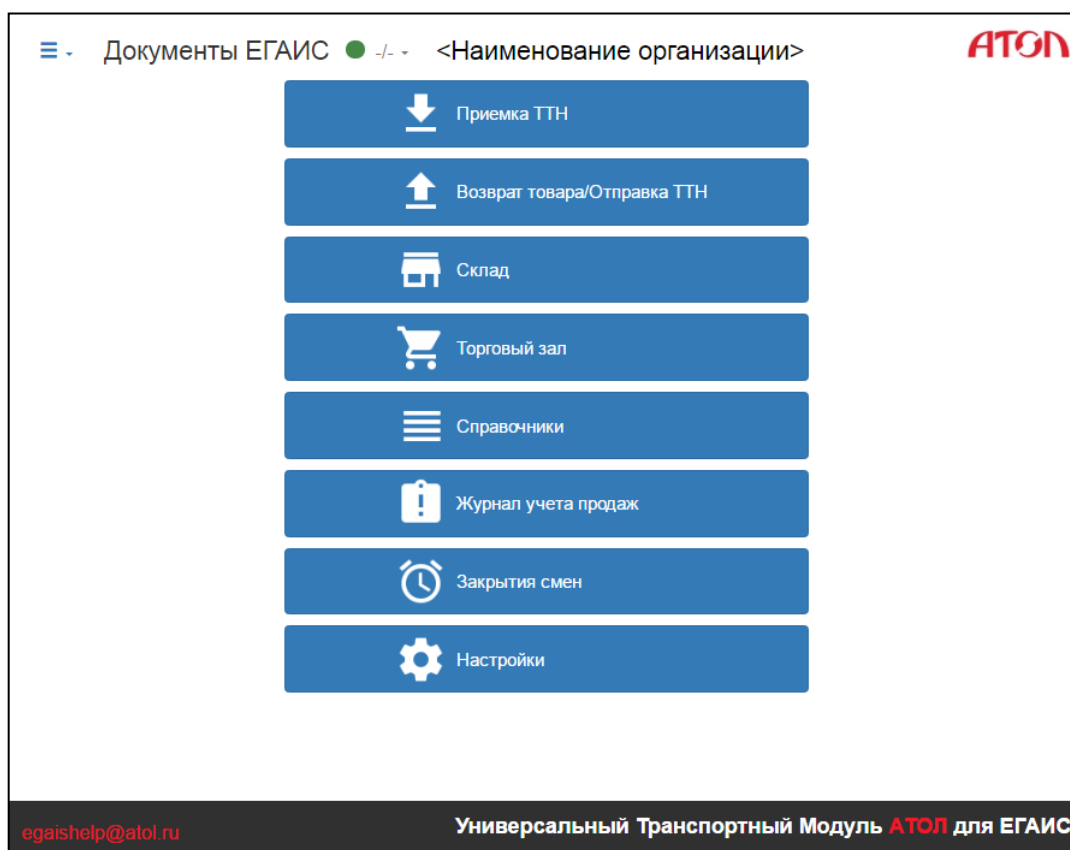 Документы ЕГАИС -/- <Наименование организации> АТОЛ
Приемка ТТН
Возврат товара/Отправка ТТН
Склад
Торговый зал
Справочники
Журнал учета продаж
Закрытия смен
Настройки
egaishelp@atol.ru Универсальный Транспортный Модуль АТОЛ для ЕГАИС